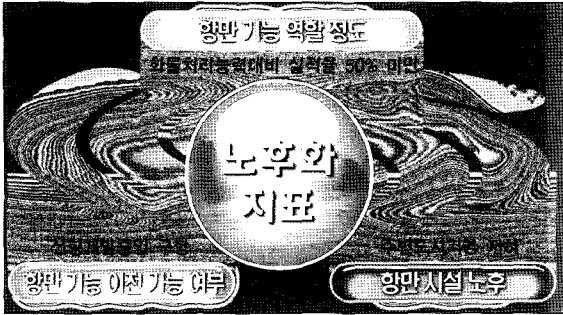 항만 기능 역할 정도
화물처리능력대비 실적율 50% 미만
노후화
지표
항만 기능 이전 가능 여부
항만 시설 노후